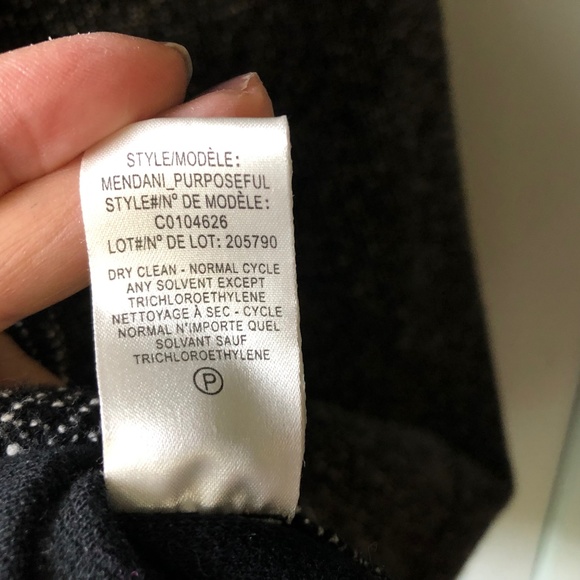 STYLE/MODÈLE:
MENDANI_PURPOSEFUL
STYLE#/Nº DE MODÈLE:
C0104626
LOT#/Nº DE LOT: 205790
DRY CLEAN - NORMAL CYCLE
ANY SOLVENT EXCEPT
TRICHLOROETHYLENE
NETTOYAGE À SEC - CYCLE
NORMAL N'IMPORTE QUEL
SOLVANT SAUF
TRICHLOROETHYLENE
P